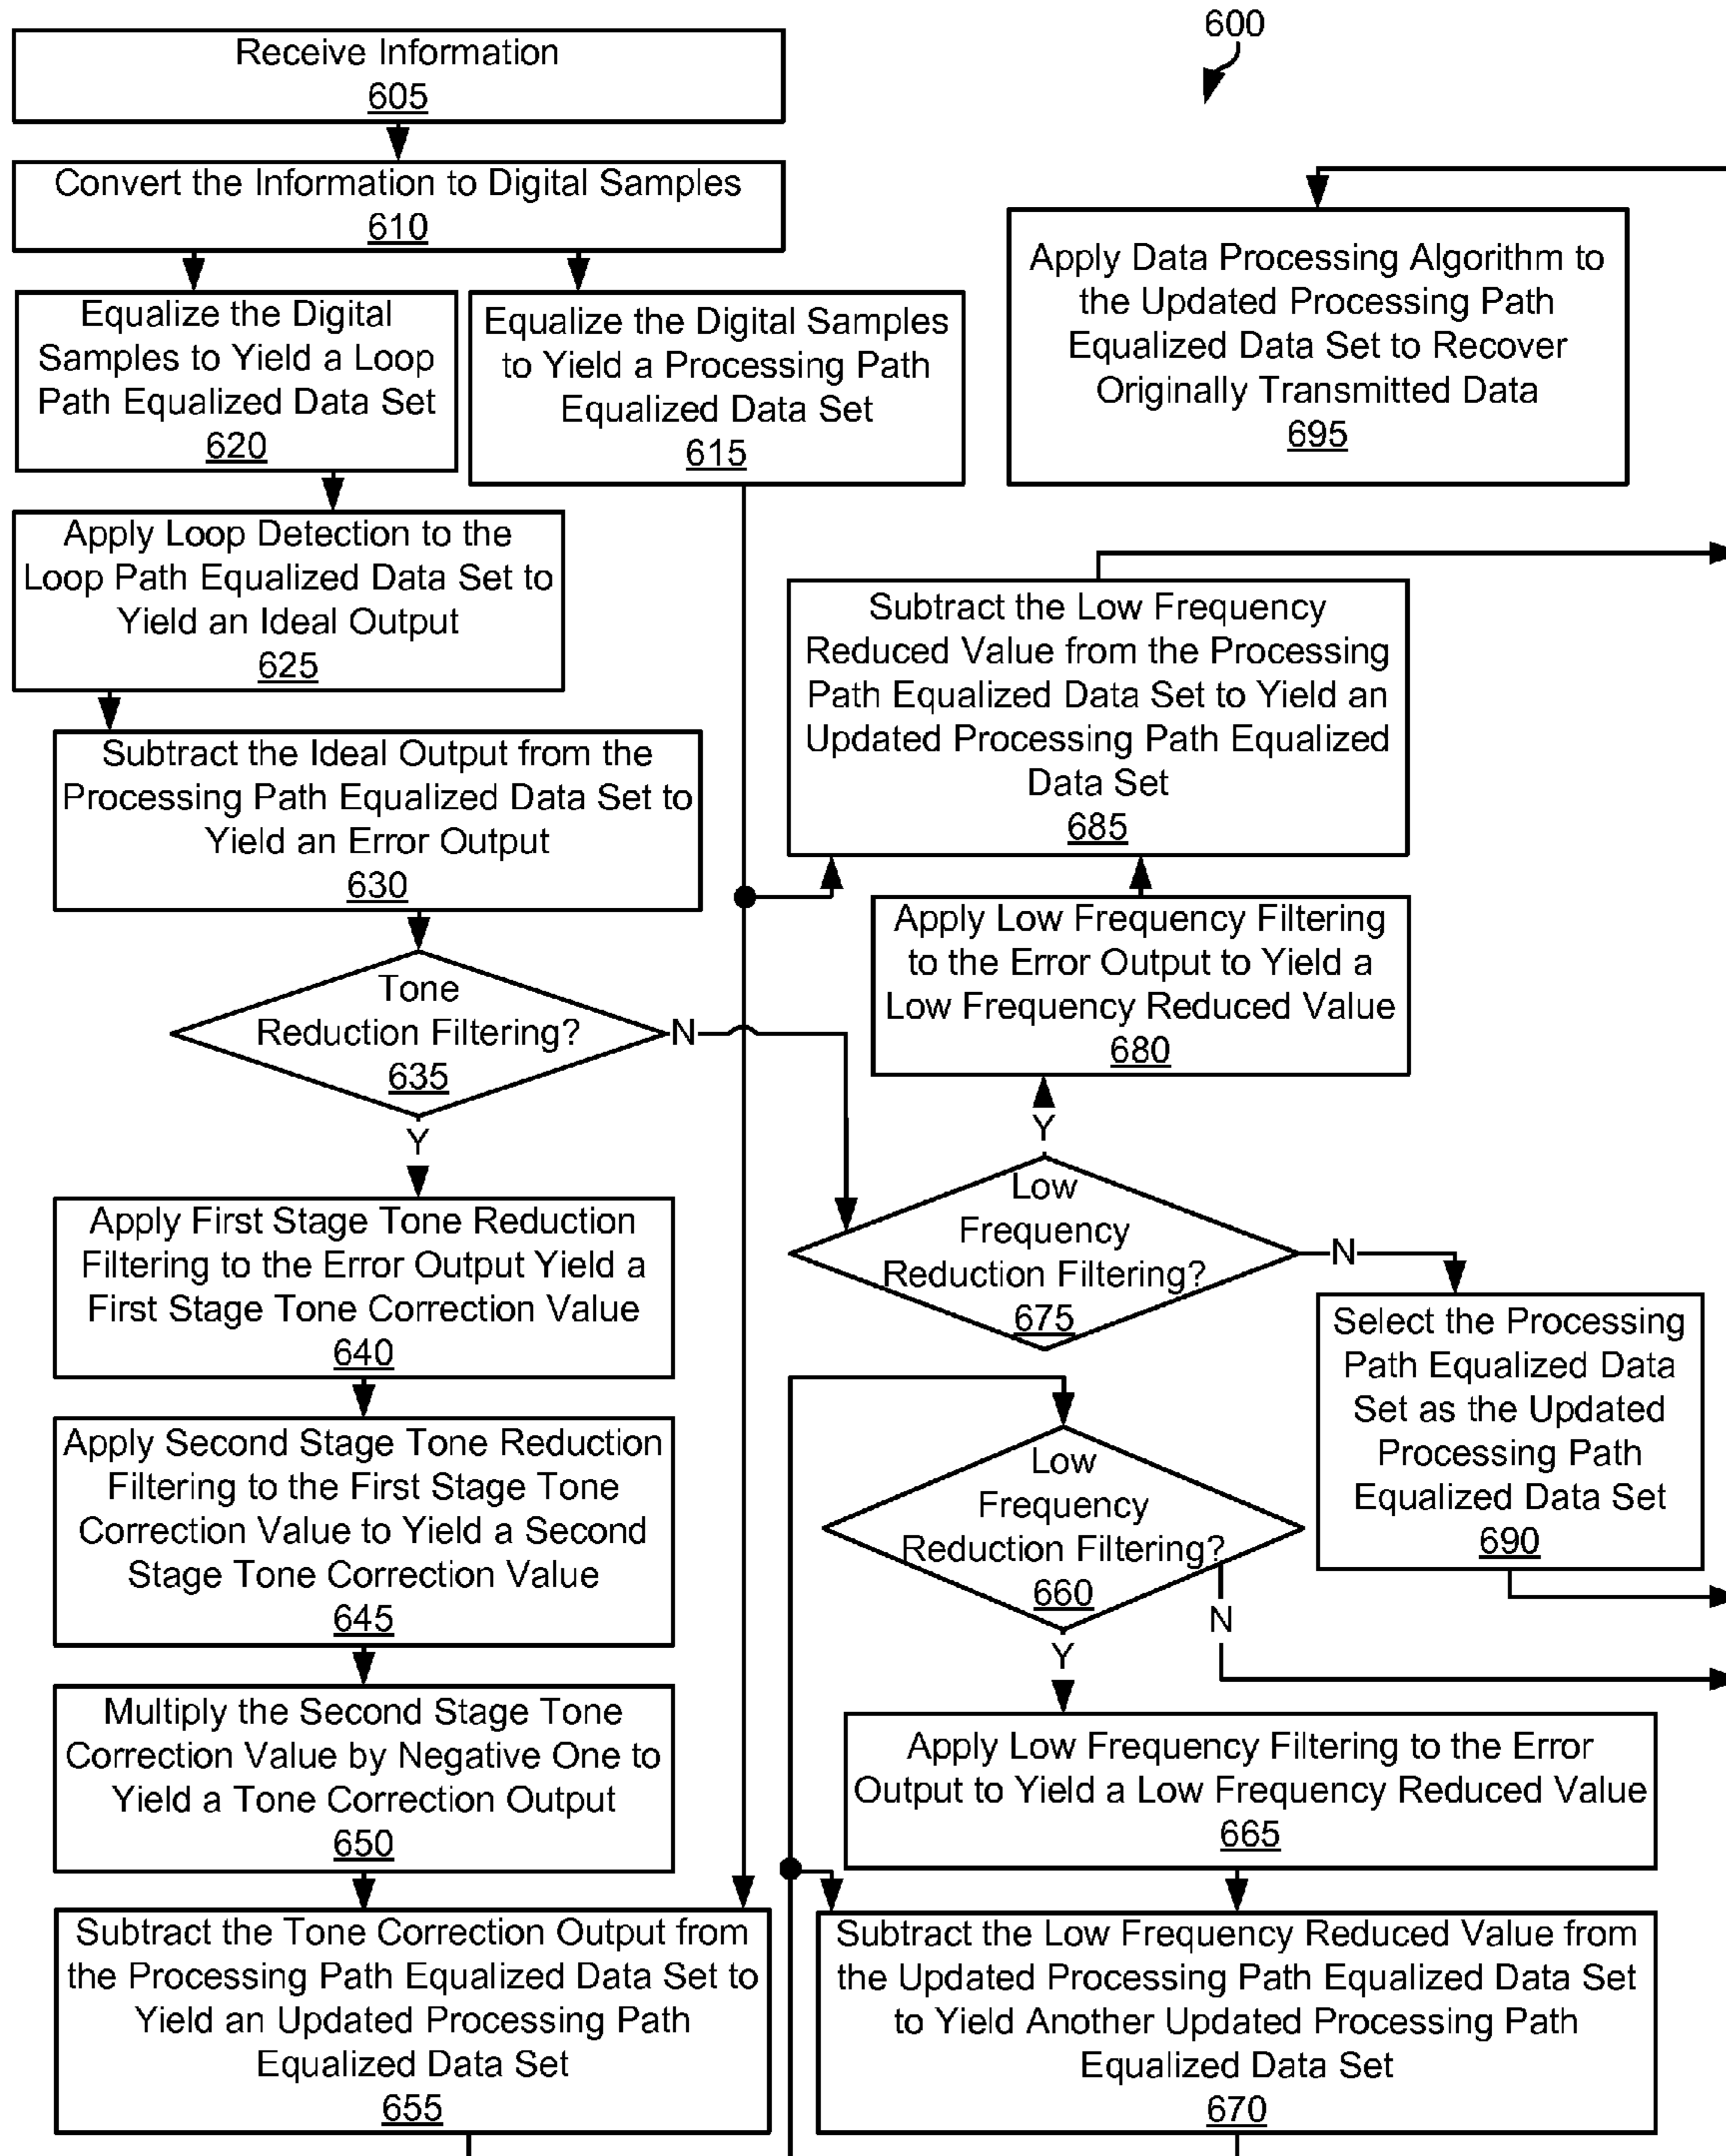 600
Receive Information
605
Convert the Information to Digital Samples
610
Equalize the Digital
Samples to Yield a Loop
Path Equalized Data Set
620
Equalize the Digital Samples
to Yield a Processing Path
Equalized Data Set
615
Apply Data Processing Algorithm to
the Updated Processing Path
Equalized Data Set to Recover
Originally Transmitted Data
695
Apply Loop Detection to the
Loop Path Equalized Data Set to
Yield an Ideal Output
625
Subtract the Ideal Output from the
Processing Path Equalized Data Set to
Yield an Error Output
630
Subtract the Low Frequency
Reduced Value from the Processing
Path Equalized Data Set to Yield an
Updated Processing Path Equalized
Data Set
685
Apply Low Frequency Filtering
to the Error Output to Yield a
Low Frequency Reduced Value
680
Tone
Reduction Filtering?
635
N
Y
Y
Low
Frequency
Reduction Filtering?
675
N
Apply First Stage Tone Reduction
Filtering to the Error Output Yield a
First Stage Tone Correction Value
640
Select the Processing
Path Equalized Data
Set as the Updated
Processing Path
Equalized Data Set
690
Apply Second Stage Tone Reduction
Filtering to the First Stage Tone
Correction Value to Yield a Second
Stage Tone Correction Value
645
Low
Frequency
Reduction Filtering?
660
N
Y
Multiply the Second Stage Tone
Correction Value by Negative One to
Yield a Tone Correction Output
650
Apply Low Frequency Filtering to the Error
Output to Yield a Low Frequency Reduced Value
665
Subtract the Tone Correction Output from
the Processing Path Equalized Data Set to
Yield an Updated Processing Path
Equalized Data Set
655
Subtract the Low Frequency Reduced Value from
the Updated Processing Path Equalized Data Set
to Yield Another Updated Processing Path
Equalized Data Set
670